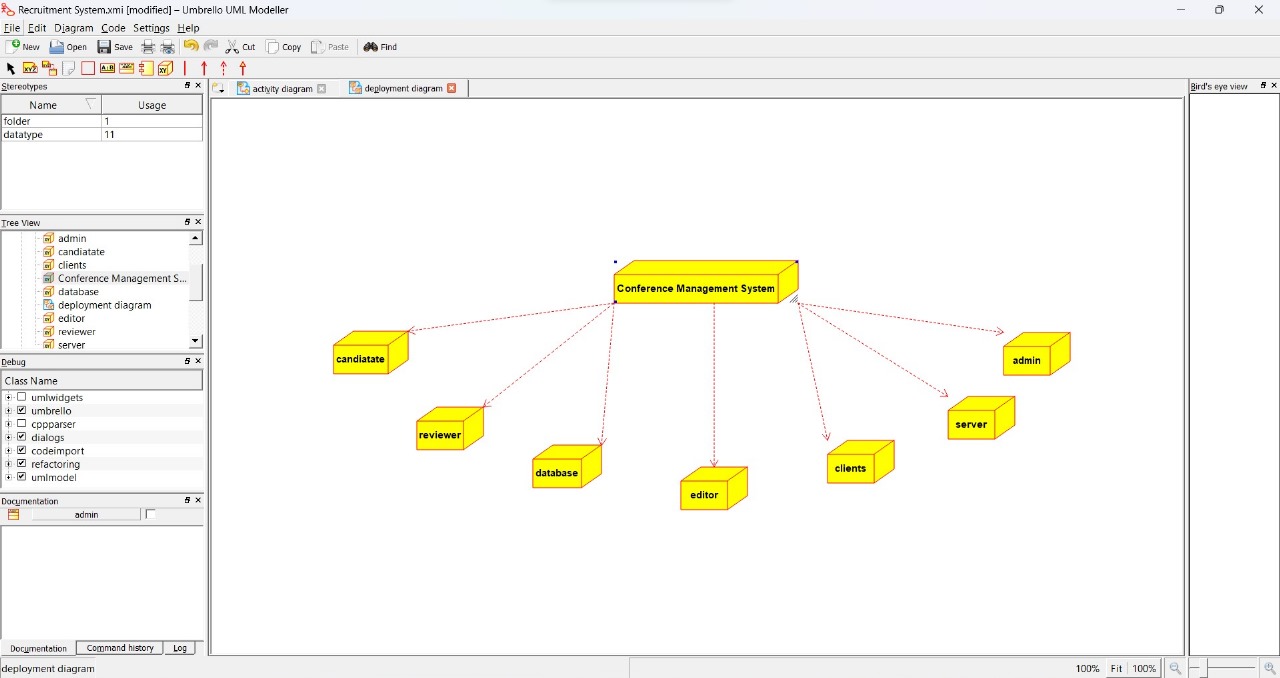 Recruitment System.xmi [modified] – Umbrello UML Modeller
File Edit Diagram Code Settings Help
New Open Save Cut Copy Paste Find
Stereotypes
Name Usage
folder 1
datatype 11
Tree View
admin
candiatate
clients
Conference Management S...
database
deployment diagram
editor
reviewer
server
Debug
Class Name
umlwidgets
umbrello
cppparser
dialogs
codeimport
refactoring
umlmodel
Documentation
admin
Documentation Command history Log
activity diagram deployment diagram
Conference Management System
candiatate
admin
reviewer
server
database
clients
editor
Bird's eye view
deployment diagram
100% Fit 100%